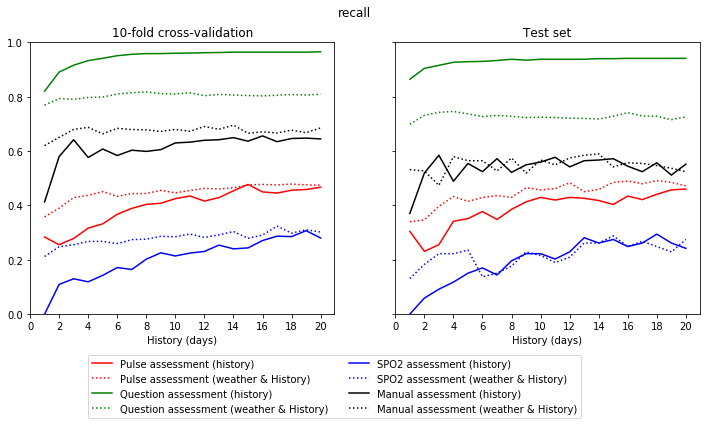 recall
10-fold cross-validation
Test set
1.0
0.8
0.6
0.4
0.2
0.0
0 2 4 6 8 10 12 14 16 18 20
0 2 4 6 8 10 12 14 16 18 20
History (days)
History (days)
Pulse assessment (history)
Pulse assessment (weather & History)
Question assessment (history)
Question assessment (weather & History)
SPO2 assessment (history)
SPO2 assessment (weather & History)
Manual assessment (history)
Manual assessment (weather & History)